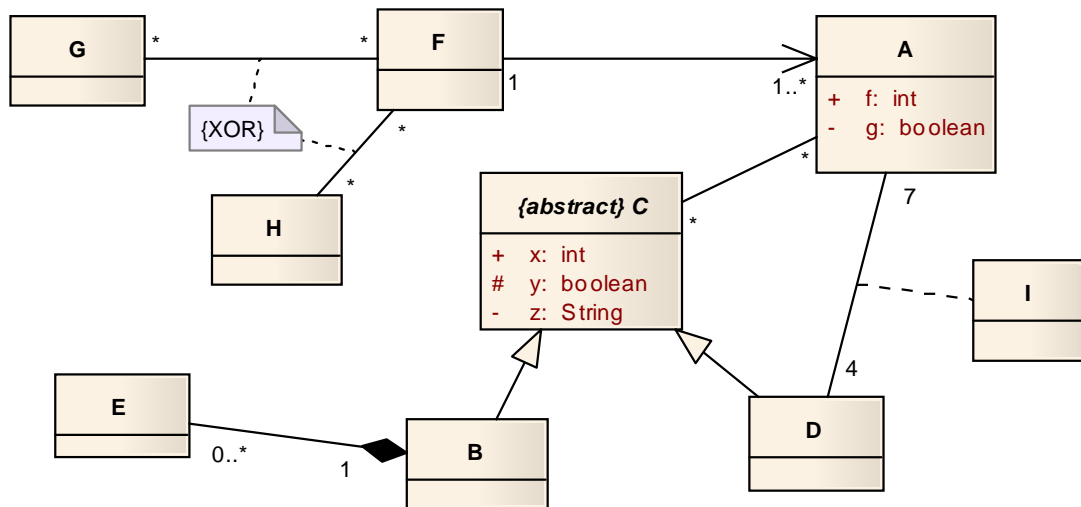 G
*
*
F
1
1..*
A
+ f: int
- g: boolean
{XOR}
*
*
H
{abstract} C
+ x: int
# y: boolean
- z: String
*
*
7
I
4
D
E
0..*
1
B